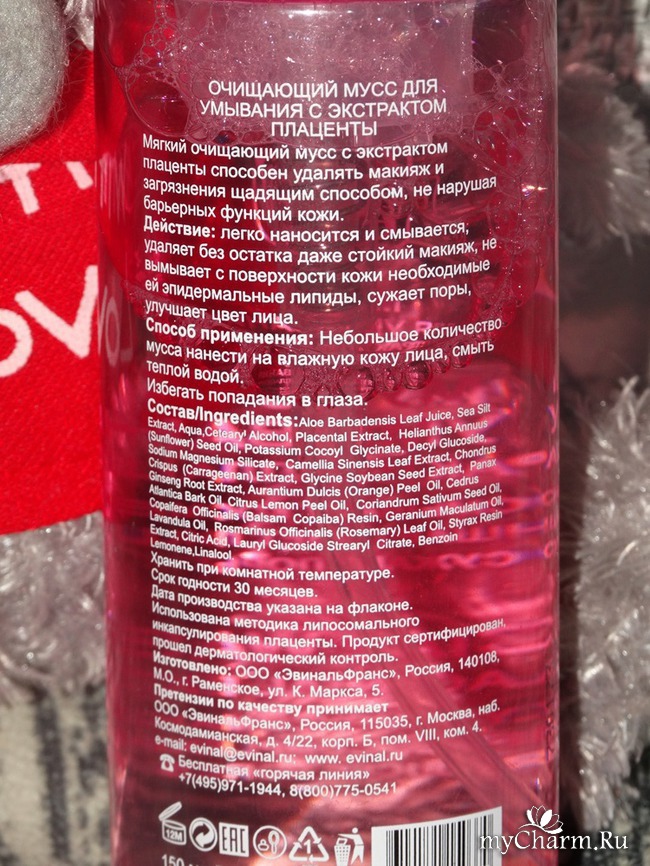 ОЧИЩАЮЩИЙ МУСС ДЛЯ
УМЫВАНИЯ С ЭКСТРАКТОМ
ПЛАЦЕНТЫ
Мягкий очищающий мусс с экстрактом
плаценты способен удалять макияж и
загрязнения щадящим способом, не нарушая
барьерных функций кожи.
Действие: легко наносится и смывается,
удаляет без остатка даже стойкий макияж, не
вымывает с поверхности кожи необходимые
ей эпидермальные липиды, сужает поры,
улучшает цвет лица.
Способ применения: Небольшое количество
мусса нанести на влажную кожу лица, смыть
теплой водой.
Избегать попадания в глаза.
Состав/Ingredients:Aloe Barbadensis Leaf Juice, Sea Silt
Extract, Aqua,Cetearyl Alcohol, Placental Extract, Helianthus Annuus
(Sunflower) Seed Oil, Potassium Cocoyl Glycinate, Decyl Glucoside,
Sodium Magnesium Silicate, Camellia Sinensis Leaf Extract, Chondrus
Crispus (Carrageenan) Extract, Glycine Soybean Seed Extract, Panax
Ginseng Root Extract, Aurantium Dulcis (Orange) Peel Oil, Cedrus
Atlantica Bark Oil, Citrus Lemon Peel Oil, Coriandrum Sativum Seed Oil,
Copaifera Officinalis (Balsam Copaiba) Resin, Geranium Maculatum Oil,
Lavandula Oil, Rosmarinus Officinalis (Rosemary) Leaf Oil, Styrax Resin
Extract, Citric Acid, Lauryl Glucoside Strearyl Citrate, Benzoin
Lemonene,Linalool
Хранить при комнатной температуре.
Срок годности 30 месяцев.
Дата производства указана на флаконе.
Использована методика липосомального
инкапсулирования плаценты. Продукт сертифицирован,
прошел дерматологический контроль.
Изготовлено: ООО «ЭвинальФранс», Россия, 140108,
М.О., г. Раменское, ул. К. Маркса, 5.
Претензии по качеству принимает
ООО «ЭвинальФранс», Россия, 115035, г. Москва, наб.
Космодамианская, д. 4/22, корп. Б, пом. VIII, ком. 4.
e-mail: evinal@evinal.ru: www. evinal.ru
Бесплатная "горячая линия"
+7(495)971-1944, 8(800)775-0541
12M
EAC
150
myCharm.Ru